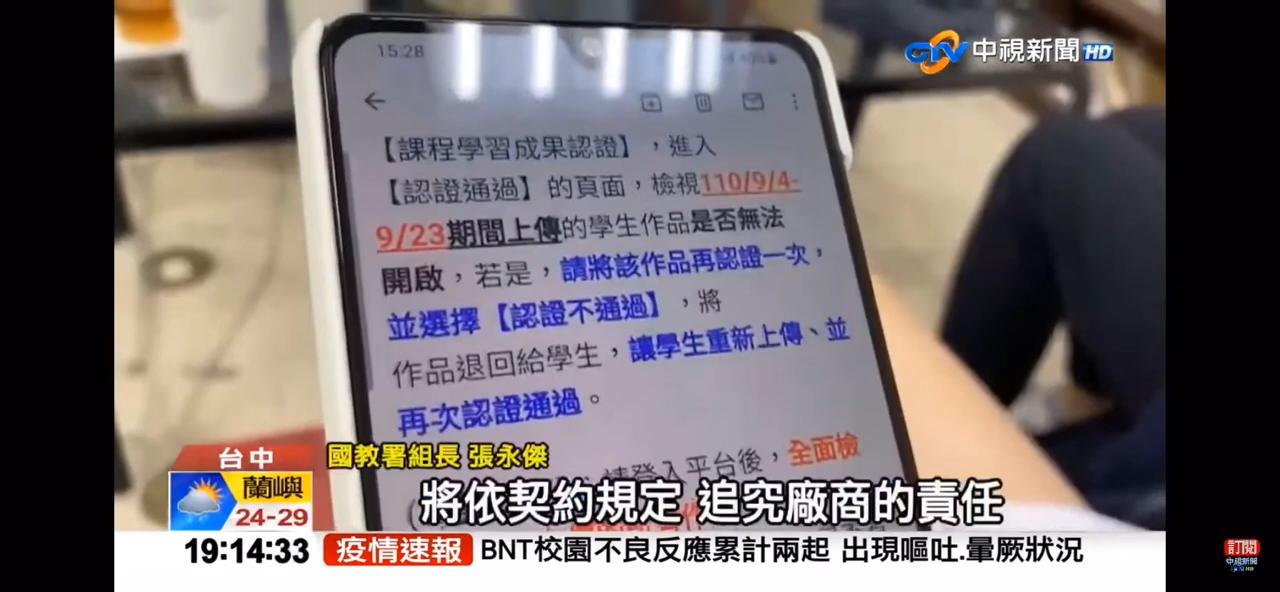 15:28
CTV 中視新聞 HD
【課程學習成果認證】，進入
【認證通過】的頁面，檢視110/9/4-
9/23期間上傳的學生作品是否無法
開啟，若是，請將該作品再認證一次，
並選擇【認證不通過】，將
作品退回給學生，讓學生重新上傳、並
再次認證通過。
請登入平台後，全面檢
台中
國教署組長 張永傑
蘭嶼
24-29
將依契約規定 追究廠商的責任
19:14:33
疫情速報
BNT校園不良反應累計兩起 出現嘔吐.暈厥狀況
訂閱
中視新聞